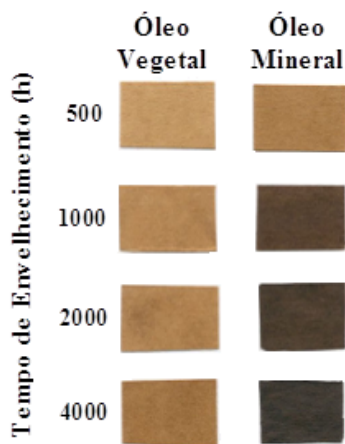 Óleo
Vegetal
Óleo
Mineral
Tempo de Envelhecimento (h)
500
1000
2000
4000